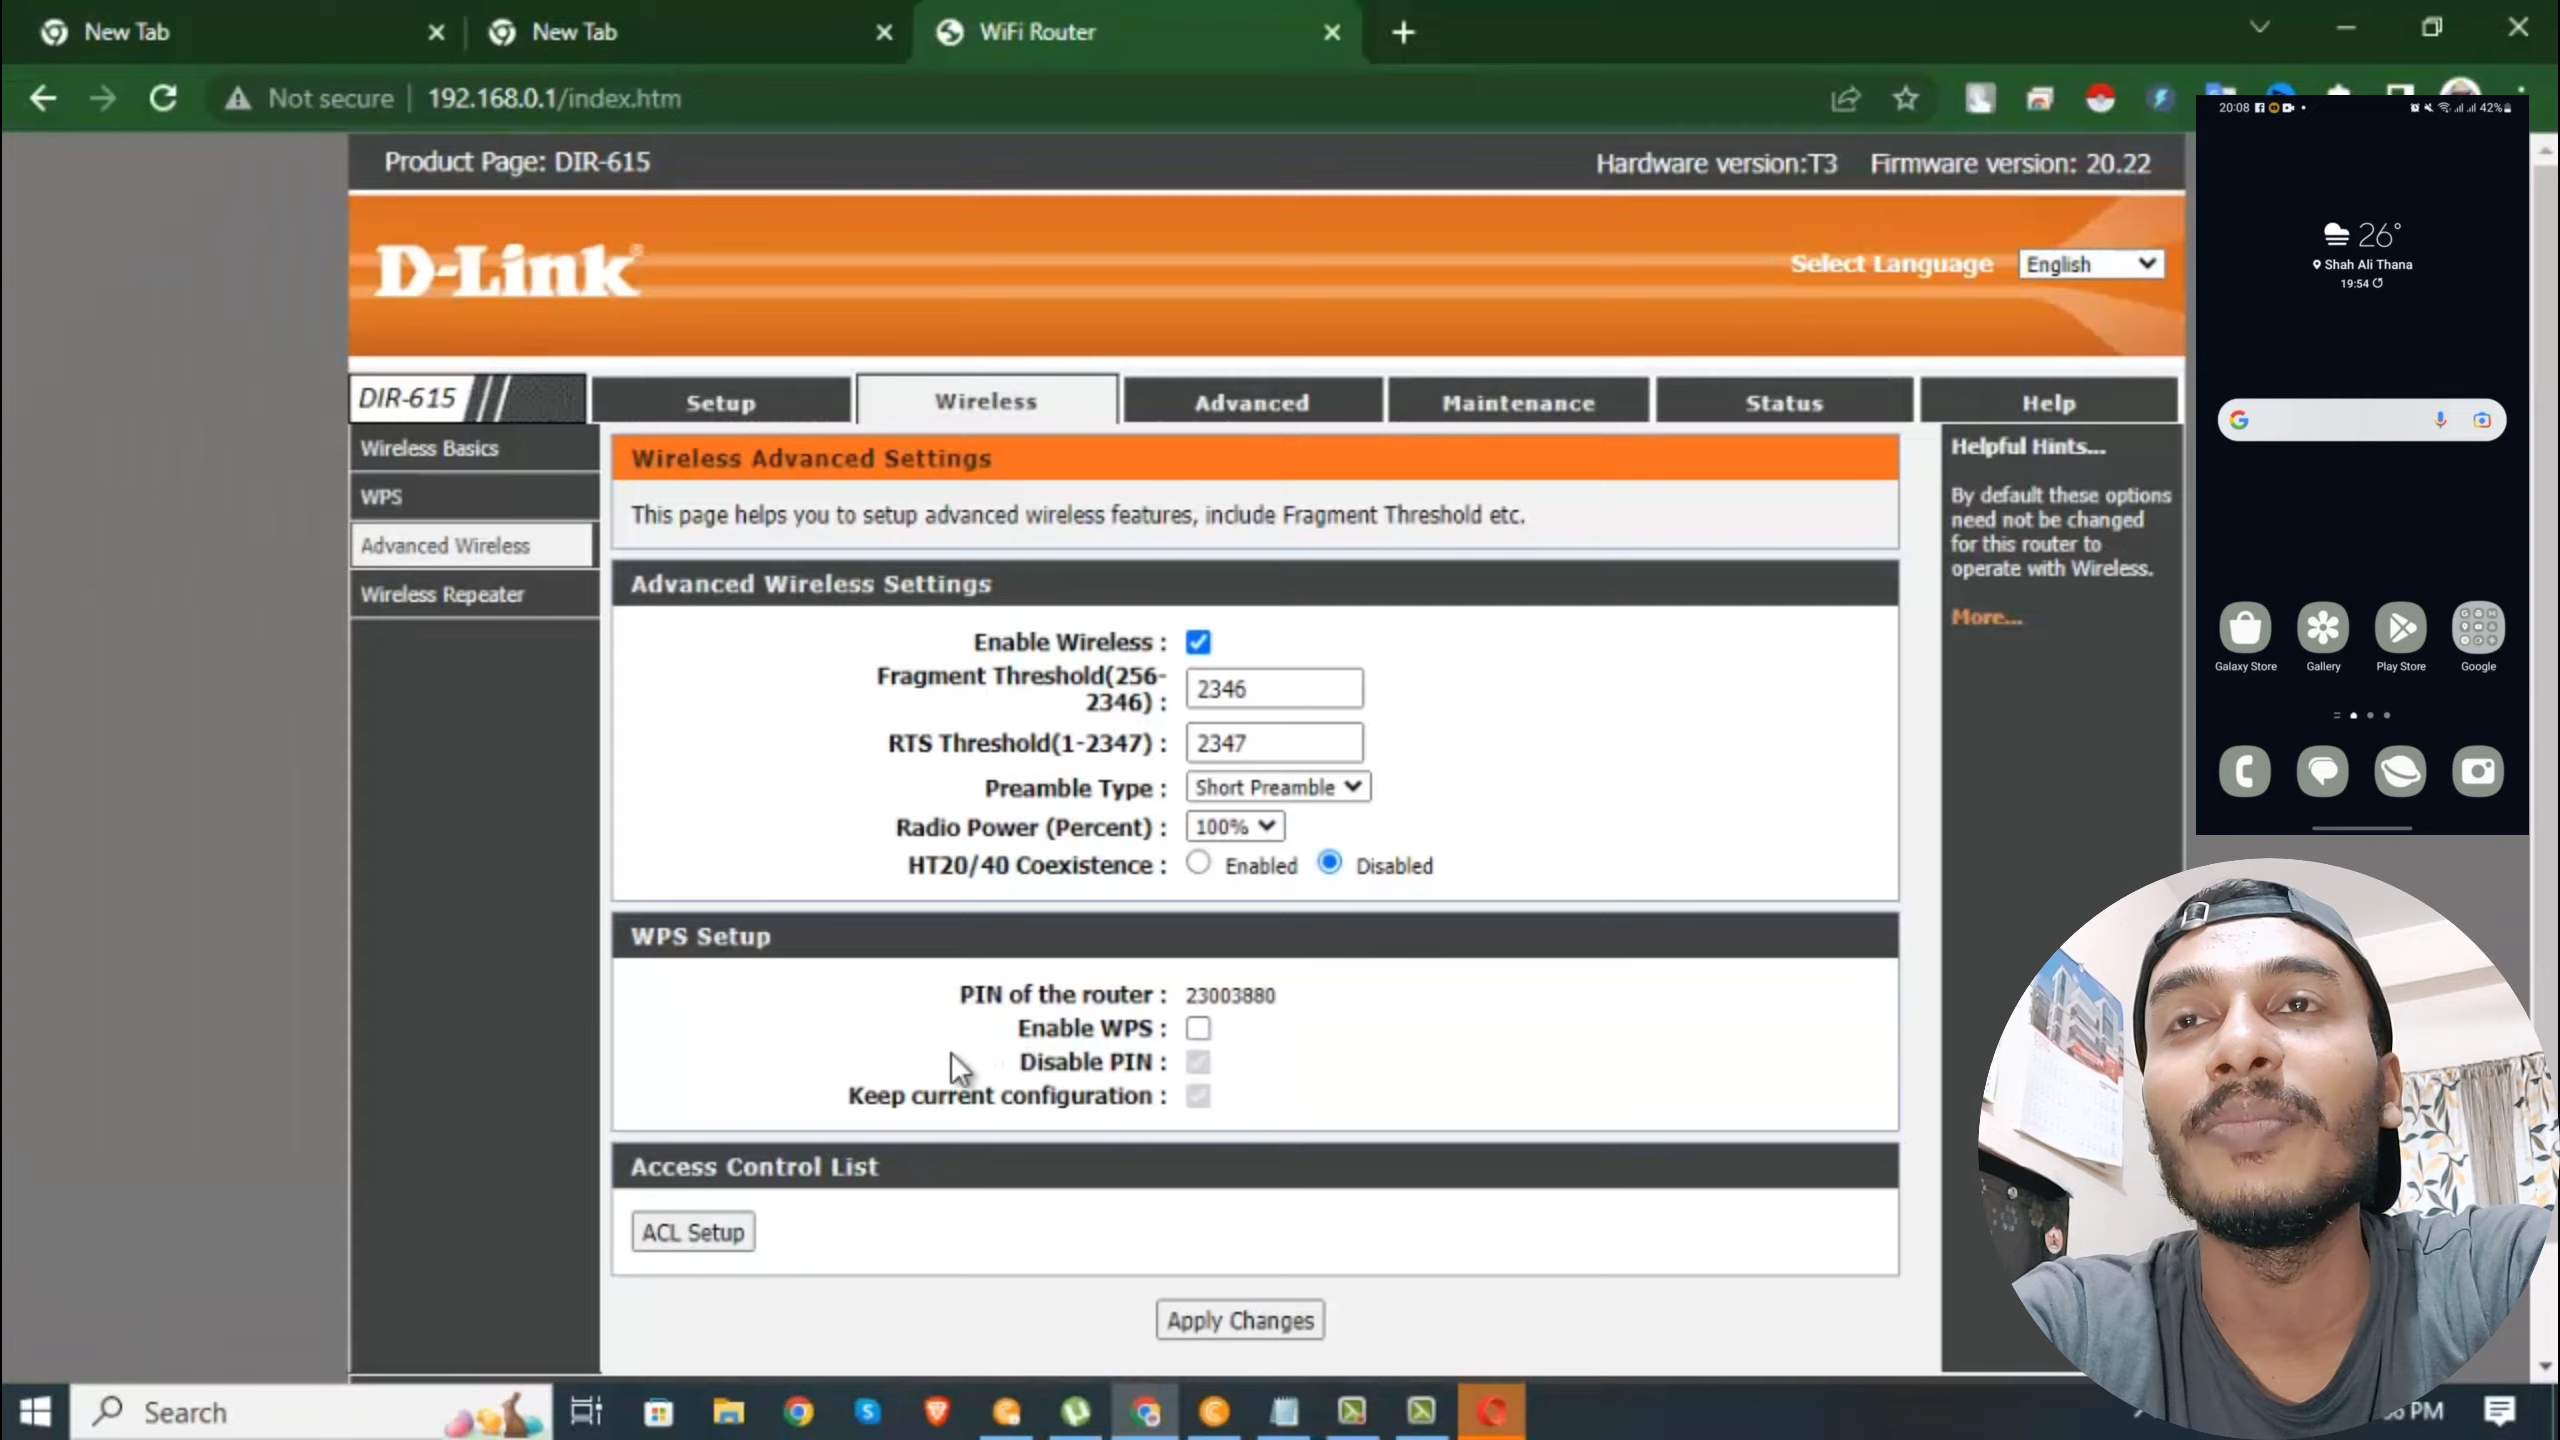 New Tab
New Tab
WiFi Router
Not secure
192.168.0.1/index.htm
Product Page: DIR-615
Hardware version:T3
Firmware version: 20.22
D-Link
Select Language
English
DIR-615
Setup
Wireless
Advanced
Maintenance
Status
Help
Wireless Basics
WPS
Advanced Wireless
Wireless Repeater
Wireless Advanced Settings
This page helps you to setup advanced wireless features, include Fragment Threshold etc.
Advanced Wireless Settings
Enable Wireless :
Fragment Threshold(256-
2346) :
2346
RTS Threshold(1-2347) :
2347
Preamble Type :
Short Preamble
Radio Power (Percent) :
100%
HT20/40 Coexistence :
Enabled
Disabled
WPS Setup
PIN of the router :
23003880
Enable WPS :
Disable PIN :
Keep current configuration :
Access Control List
ACL Setup
Apply Changes
Helpful Hints...
By default these options
need not be changed
for this router to
operate with Wireless.
More...
20:08
42%
26°
Shah Ali Thana
19:54
Galaxy Store
Gallery
Play Store
Google
Search
PM